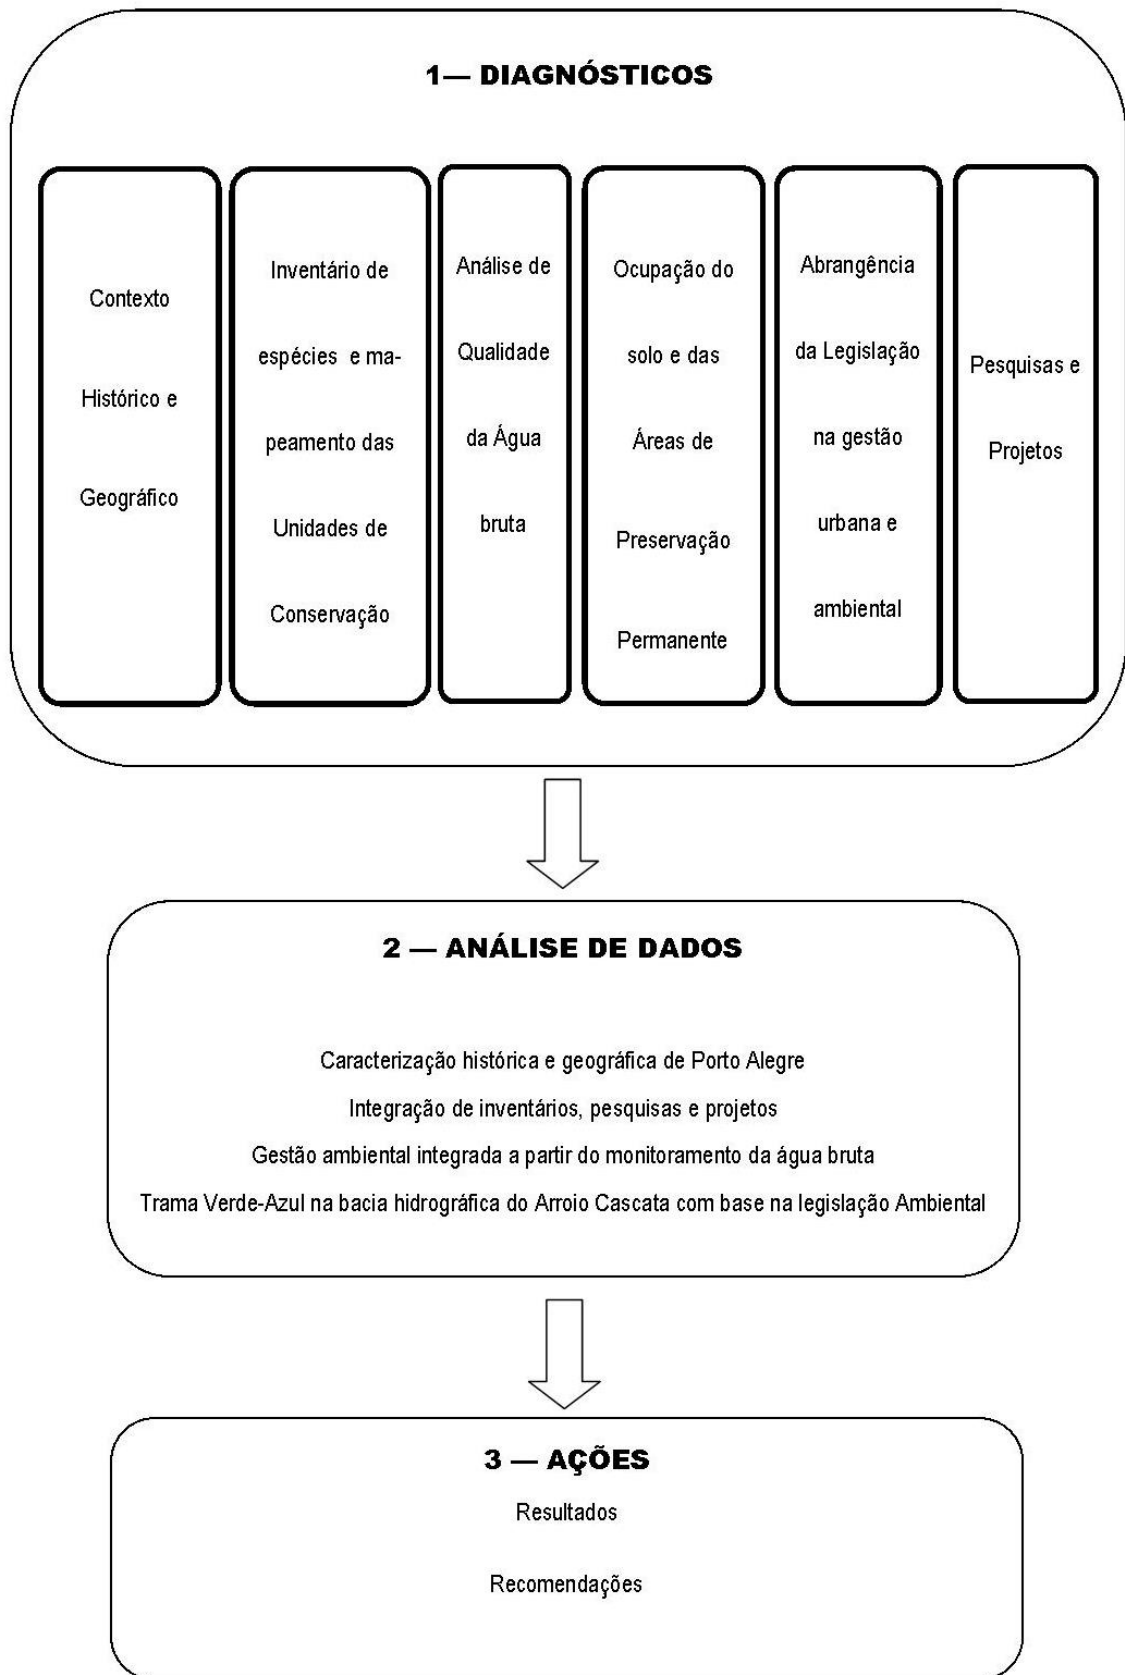 1— DIAGNÓSTICOS
Contexto
Histórico e
Geográfico
Inventário de
espécies e ma-
peamento das
Unidades de
Conservação
Análise de
Qualidade
da Água
bruta
Ocupação do
solo e das
Áreas de
Preservação
Permanente
Abrangência
da Legislação
na gestão
urbana e
ambiental
Pesquisas e
Projetos
2 — ANÁLISE DE DADOS
Caracterização histórica e geográfica de Porto Alegre
Integração de inventários, pesquisas e projetos
Gestão ambiental integrada a partir do monitoramento da água bruta
Trama Verde-Azul na bacia hidrográfica do Arroio Cascata com base na legislação Ambiental
3 — AÇÕES
Resultados
Recomendações